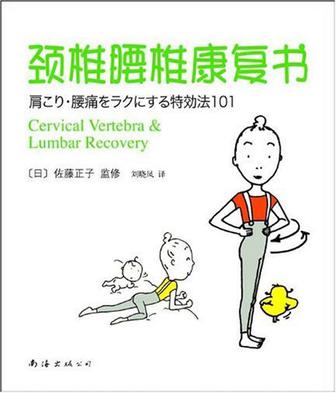 颈椎腰椎康复书
肩こり・腰痛をラクにする特効法101
Cervical Vertebra &
Lumbar Recovery
〔日〕佐藤正子 监修 刘晓凤 译
南海出版公司